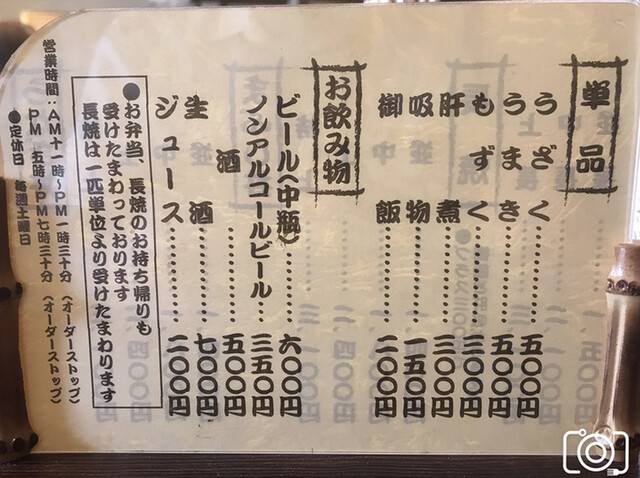 単品
うざく………五〇〇円
うまき………五〇〇円
もずく………三〇〇円
肝煮………三〇〇円
吸物………一五〇円
御飯………二〇〇円
お飲み物
ビール(中瓶)………六〇〇円
ノンアルコールビール………三五〇円
酒………五〇〇円
生酒………七〇〇円
ジュース………二〇〇円
●お弁当、長焼のお持ち帰りも
受けたまわっております
長焼は一匹単位より受けたまわります
営業時間：AM十一時～PM一時三十分 (オーダーストップ)
PM 五時～PM七時三十分 (オーダーストップ)
●定休日 毎週土曜日